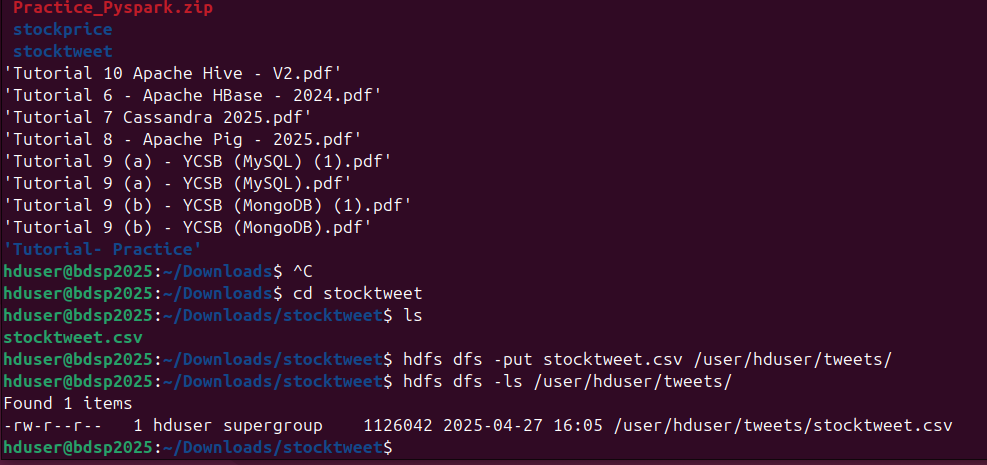 Practice_Pyspark.zip
stockprice
stocktweet
'Tutorial 10 Apache Hive - V2.pdf'
'Tutorial 6 - Apache HBase - 2024.pdf'
'Tutorial 7 Cassandra 2025.pdf'
'Tutorial 8 - Apache Pig - 2025.pdf'
'Tutorial 9 (a) - YCSB (MySQL) (1).pdf'
'Tutorial 9 (a) - YCSB (MySQL).pdf'
'Tutorial 9 (b) - YCSB (MongoDB) (1).pdf'
'Tutorial 9 (b) - YCSB (MongoDB).pdf'
'Tutorial- Practice'
hduser@bdsp2025:~/Downloads$ ^C
hduser@bdsp2025:~/Downloads$ cd stocktweet
hduser@bdsp2025:~/Downloads/stocktweet$ ls
stocktweet.csv
hduser@bdsp2025:~/Downloads/stocktweet$ hdfs dfs -put stocktweet.csv /user/hduser/tweets/
hduser@bdsp2025:~/Downloads/stocktweet$ hdfs dfs -ls /user/hduser/tweets/
Found 1 items
-rw-r--r--   1 hduser supergroup    1126042 2025-04-27 16:05 /user/hduser/tweets/stocktweet.csv
hduser@bdsp2025:~/Downloads/stocktweet$